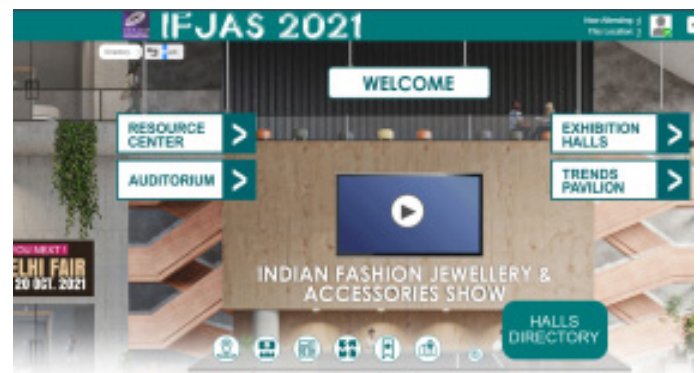 IFJAS 2021
Now Attending:
This Location:
WELCOME
RESOURCE
CENTER
EXHIBITION
HALLS
AUDITORIUM
TRENDS
PAVILION
YOU NEXT !
ELHI FAIR
20 OCT. 2021
INDIAN FASHION JEWELLERY &
ACCESSORIES SHOW
HALLS
DIRECTORY